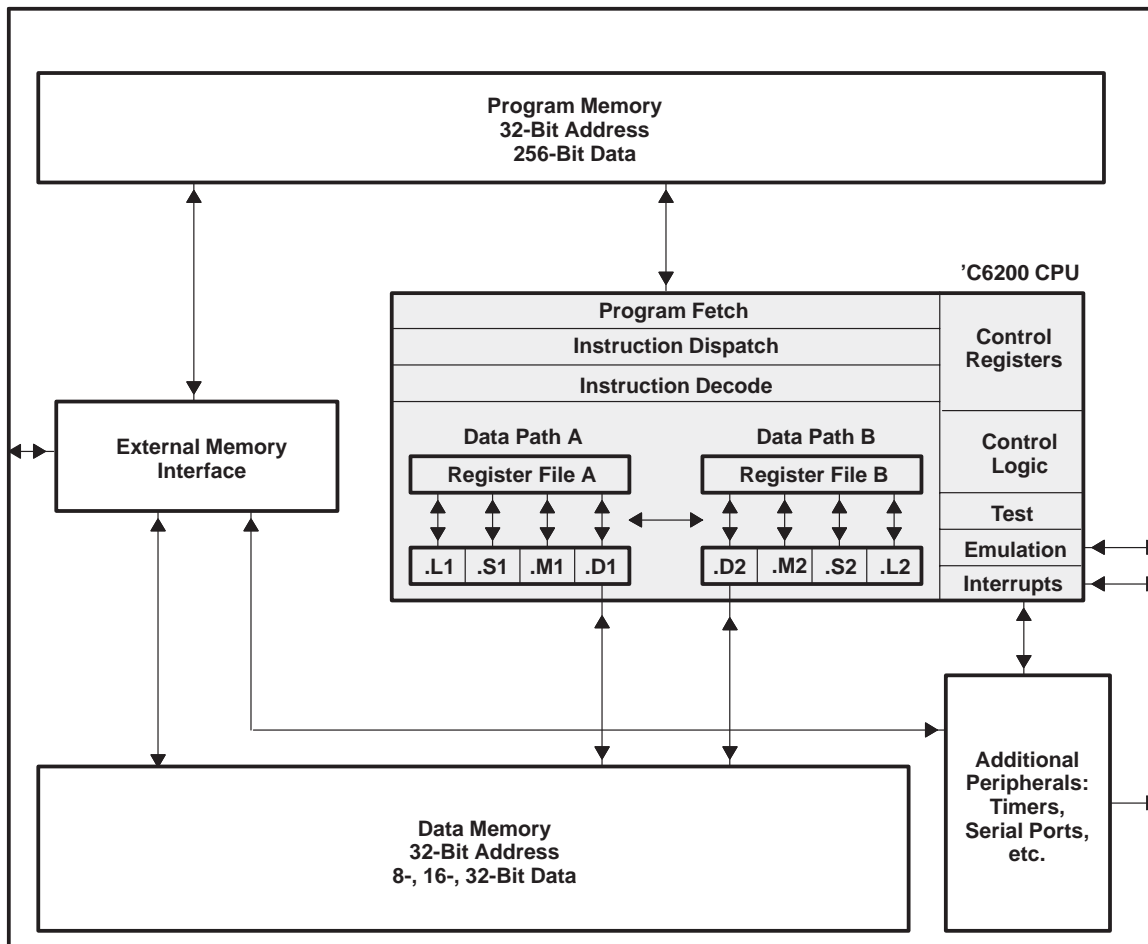 Program Memory
32-Bit Address
256-Bit Data
’C6200 CPU
Program Fetch
Instruction Dispatch
Instruction Decode
Control
Registers
Data Path A
Data Path B
Register File A
Register File B
Control
Logic
Test
Emulation
Interrupts
.L1 .S1 .M1 .D1
.D2 .M2 .S2 .L2
External Memory
Interface
Additional
Peripherals:
Timers,
Serial Ports,
etc.
Data Memory
32-Bit Address
8-, 16-, 32-Bit Data